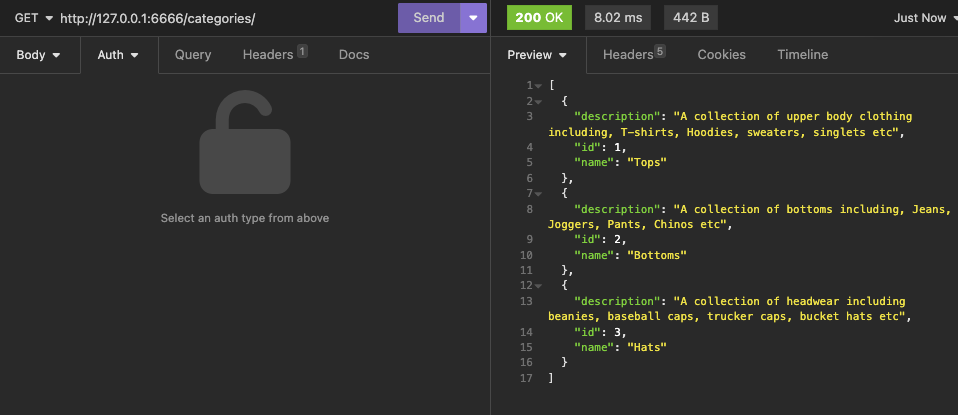 GET http://127.0.0.1:6666/categories/ Send 200 OK 8.02 ms 442 B Just Now
Body Auth Query Headers 1 Docs Preview Headers 5 Cookies Timeline
Select an auth type from above
1 [
2 {
3 "description": "A collection of upper body clothing
including, T-shirts, Hoodies, sweaters, singlets etc",
4 "id": 1,
5 "name": "Tops"
6 },
7 {
8 "description": "A collection of bottoms including, Jeans,
Joggers, Pants, Chinos etc",
9 "id": 2,
10 "name": "Bottoms"
11 },
12 {
13 "description": "A collection of headwear including
beanies, baseball caps, trucker caps, bucket hats etc",
14 "id": 3,
15 "name": "Hats"
16 }
17 ]